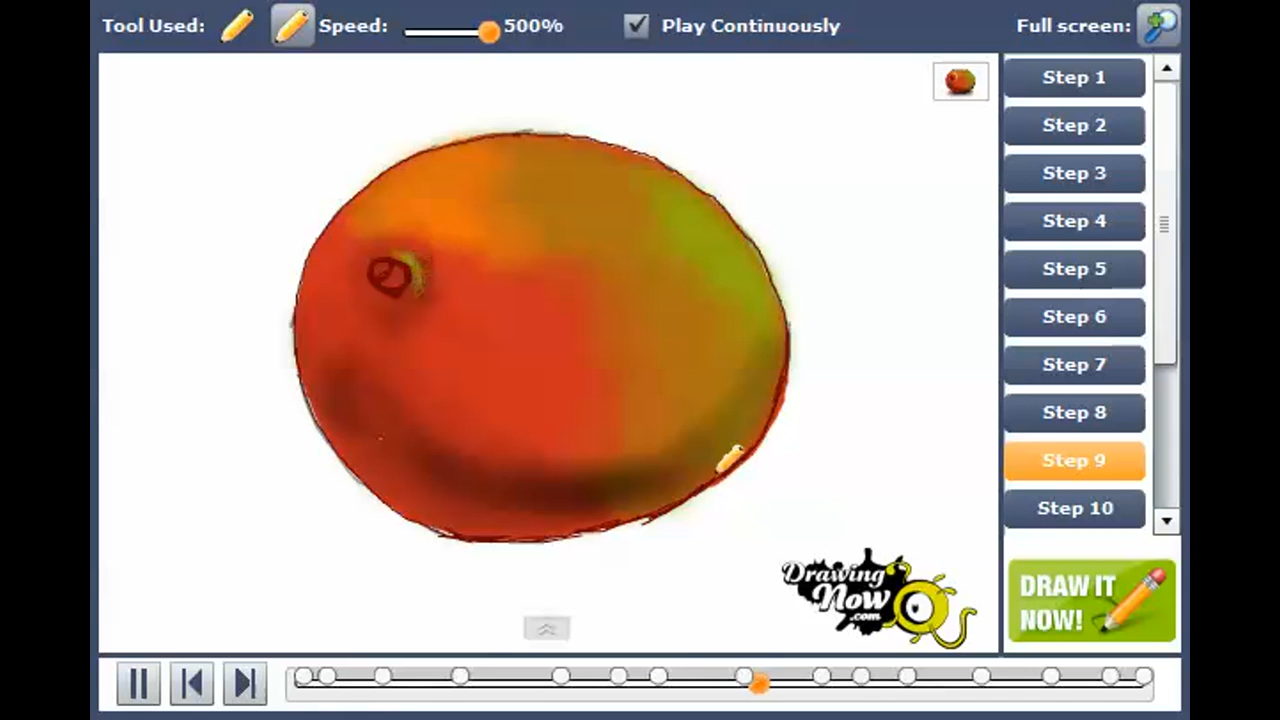 Tool Used: Speed: 500% Play Continuously Full screen:
Step 1
Step 2
Step 3
Step 4
Step 5
Step 6
Step 7
Step 8
Step 9
Step 10
Drawing
Now
.com
DRAW IT
NOW!